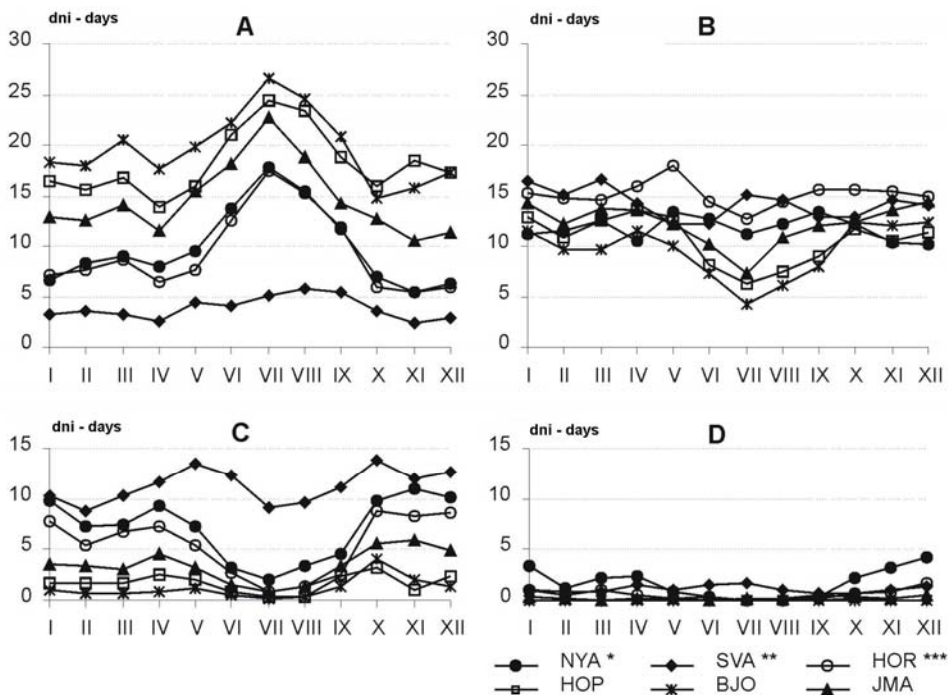 dni - days
A
30
25
20
15
10
5
0
I II III IV V VI VII VIII IX X XI XII
dni - days
B
30
25
20
15
10
5
0
I II III IV V VI VII VIII IX X XI XII
dni - days
C
15
10
5
0
I II III IV V VI VII VIII IX X XI XII
dni - days
D
15
10
5
0
I II III IV V VI VII VIII IX X XI XII
NYA * SVA ** HOR ***
HOP BJO JMA